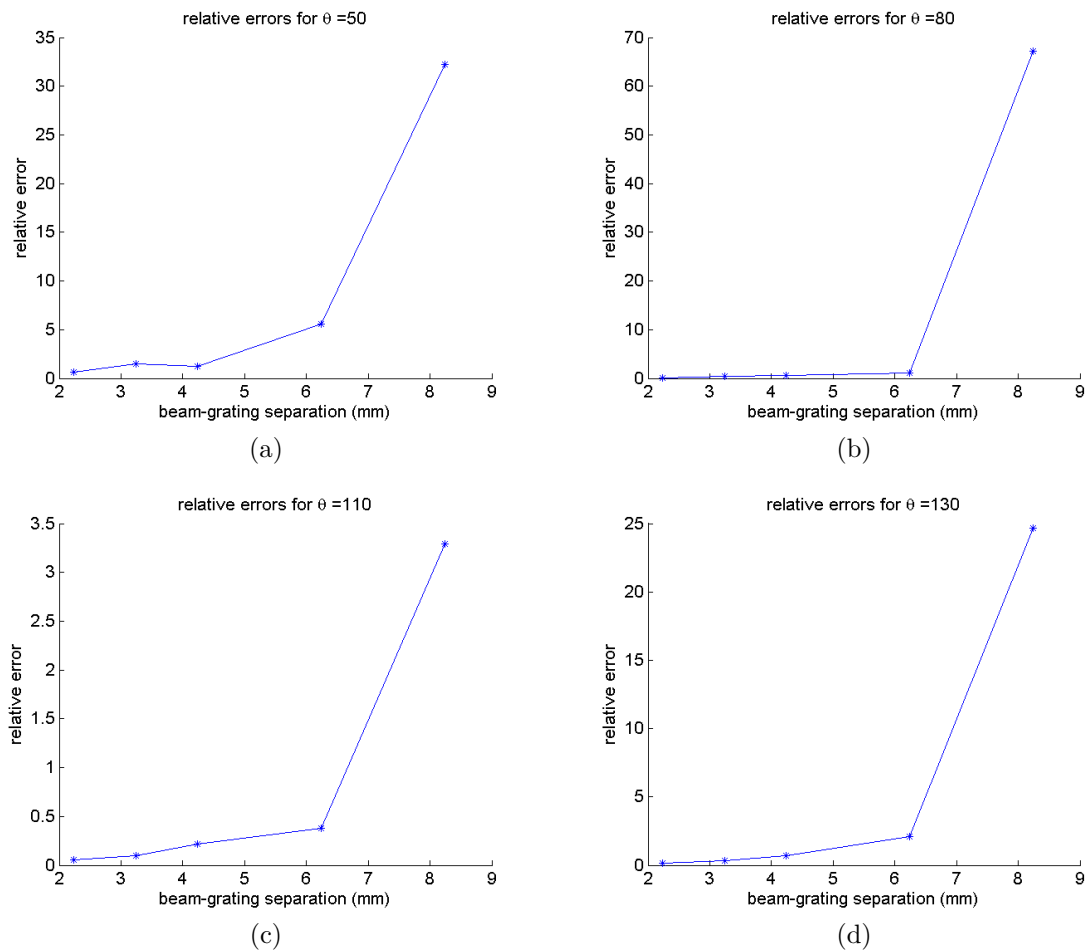 relative errors for θ =50
35
30
25
20
15
10
5
0
relative error
2 3 4 5 6 7 8 9
beam-grating separation (mm)
(a)
relative errors for θ =80
70
60
50
40
30
20
10
0
relative error
2 3 4 5 6 7 8 9
beam-grating separation (mm)
(b)
relative errors for θ =110
3.5
3
2.5
2
1.5
1
0.5
0
relative error
2 3 4 5 6 7 8 9
beam-grating separation (mm)
(c)
relative errors for θ =130
25
20
15
10
5
0
relative error
2 3 4 5 6 7 8 9
beam-grating separation (mm)
(d)